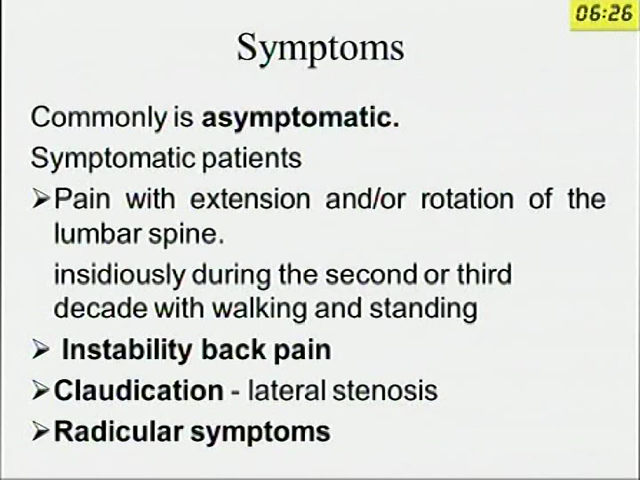 06:26
Symptoms
Commonly is asymptomatic.
Symptomatic patients
➢Pain with extension and/or rotation of the
lumbar spine.
insidiously during the second or third
decade with walking and standing
➢ Instability back pain
➢Claudication - lateral stenosis
➢Radicular symptoms